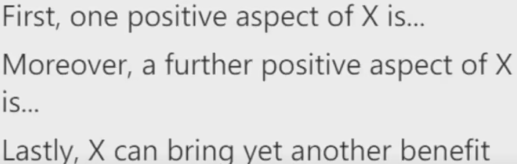 First, one positive aspect of X is...
Moreover, a further positive aspect of X
is...
Lastly, X can bring yet another benefit